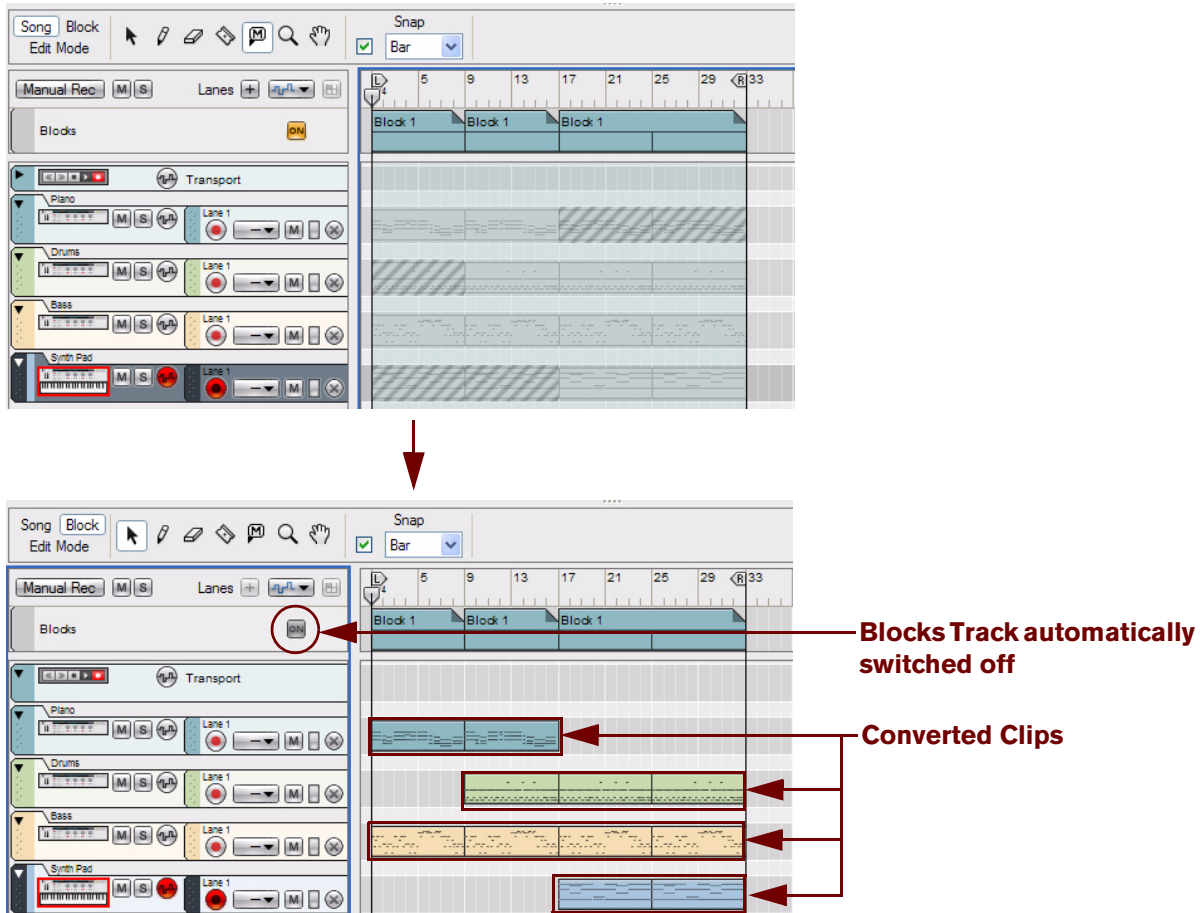 Song Block
Edit Mode
Snap
Bar
Manual Rec M S Lanes
L 5 9 13 17 21 25 29 R 33
4
Blocks ON
Block 1 Block 1 Block 1
Transport
Piano
M S Lane 1 M
Drums
M S Lane 1 M
Bass
M S Lane 1 M
Synth Pad
M S Lane 1 M
Song Block
Edit Mode
Snap
Bar
Manual Rec M S Lanes
L 5 9 13 17 21 25 29 R 33
4
Blocks ON
Block 1 Block 1 Block 1
Blocks Track automatically
switched off
Transport
Piano
M S Lane 1 M
Converted Clips
Drums
M S Lane 1 M
Bass
M S Lane 1 M
Synth Pad
M S Lane 1 M